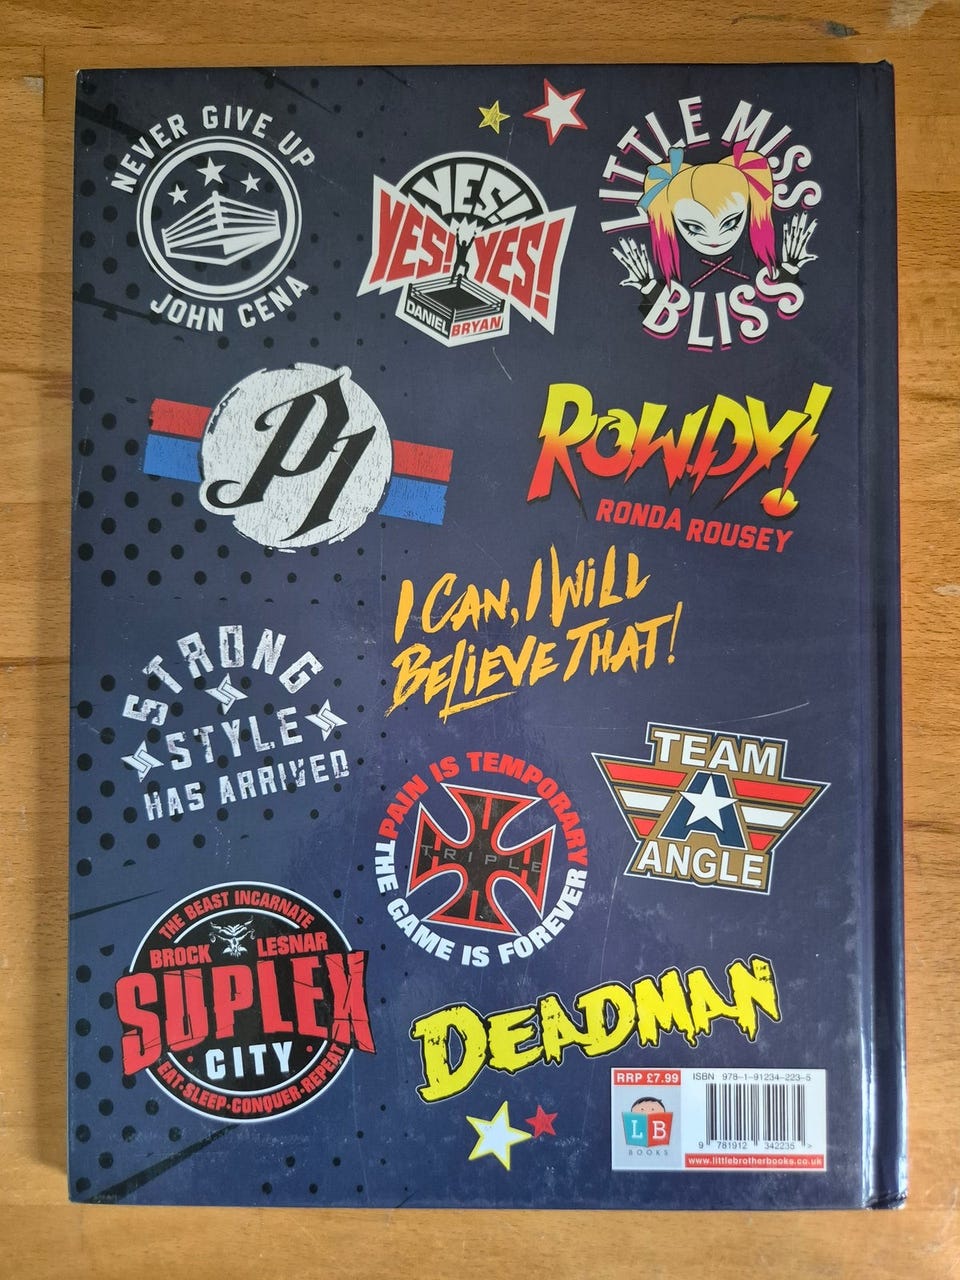 NEVER GIVE UP
JOHN CENA
YES!
YES! YES!
DANIEL BRYAN
LITTLE MISS
BLISS
P1
ROWDY!
RONDA ROUSEY
I CAN, I WILL
BELIEVE THAT!
STRONG
STYLE
HAS ARRIVED
PAIN IS TEMPORARY
TRIPLE
THE GAME IS FOREVER
TEAM
A
ANGLE
THE BEAST INCARNATE
BROCK LESNAR
SUPLEX
CITY
EAT·SLEEP·CONQUER·REPEAT
DEADMAN
RRP £7.99
ISBN 978-1-91234-223-5
LB
BOOKS
9 781912 342235 >
www.littlebrotherbooks.co.uk